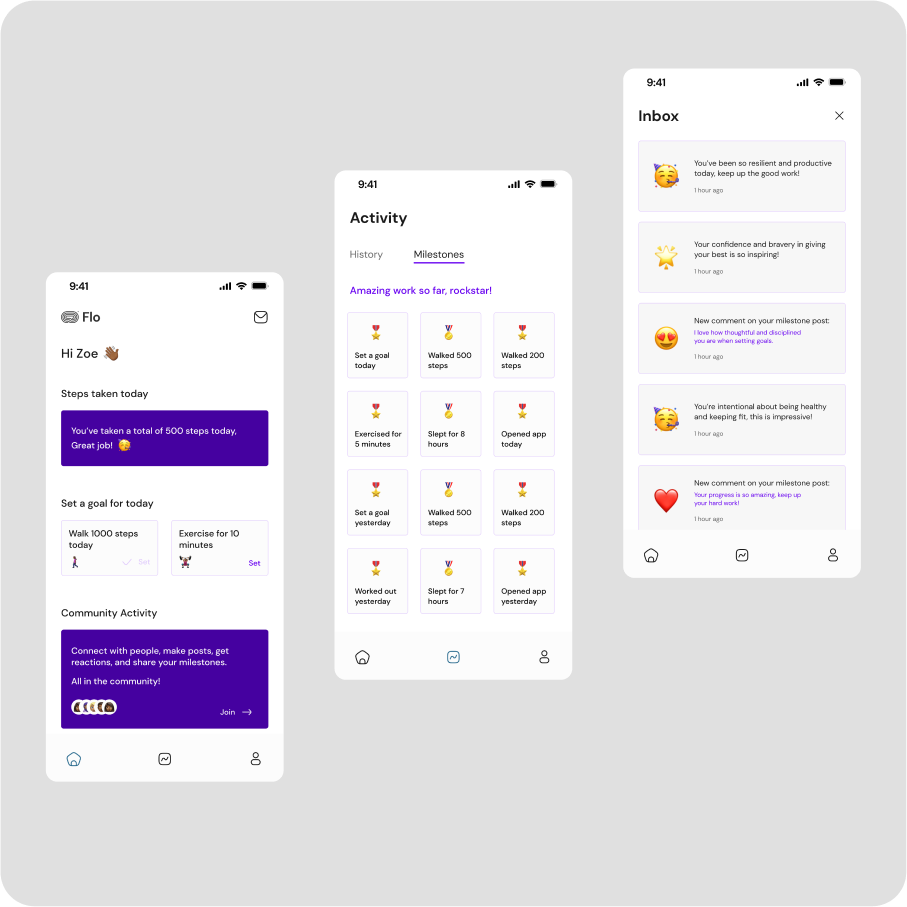 9:41
Flo
Hi Zoe
Steps taken today
You've taken a total of 500 steps today,
Great job!
Set a goal for today
Walk 1000 steps
today
Set
Exercise for 10
minutes
Set
Community Activity
Connect with people, make posts, get
reactions, and share your milestones.
All in the community!
Join
9:41
Activity
History
Milestones
Amazing work so far, rockstar!
Set a goal
today
Walked 500
steps
Walked 200
steps
Exercised for
5 minutes
Slept for 8
hours
Opened app
today
Set a goal
yesterday
Walked 500
steps
Walked 200
steps
Worked out
yesterday
Slept for 7
hours
Opened app
yesterday
9:41
Inbox
You've been so resilient and productive
today, keep up the good work!
1 hour ago
Your confidence and bravery in giving
your best is so inspiring!
1 hour ago
New comment on your milestone post:
I love how thoughtful and disciplined
you are when setting goals.
1 hour ago
You're intentional about being healthy
and keeping fit, this is impressive!
1 hour ago
New comment on your milestone post:
Your progress is so amazing, keep up
your hard work!
1 hour ago